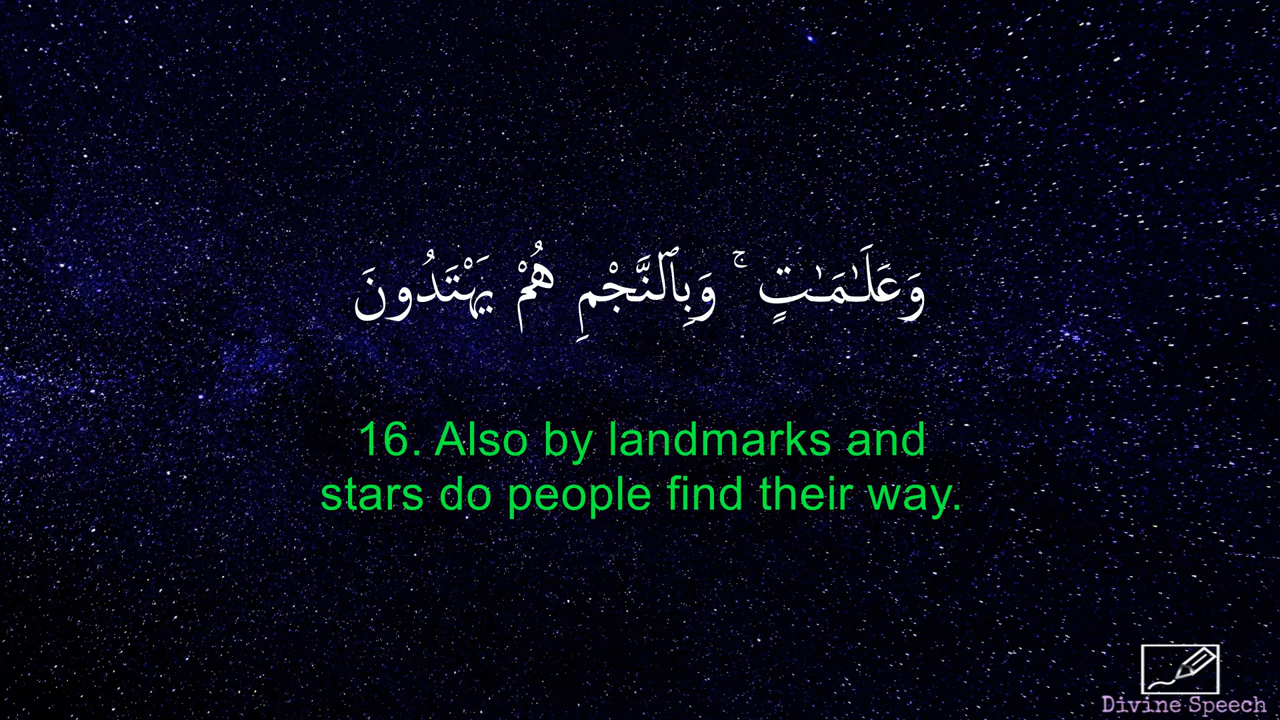 وَعَلَـٰمَـٰتٍ ۚ وَبِٱلنَّجْمِ هُمْ يَهْتَدُونَ
16. Also by landmarks and
stars do people find their way.
Divine Speech